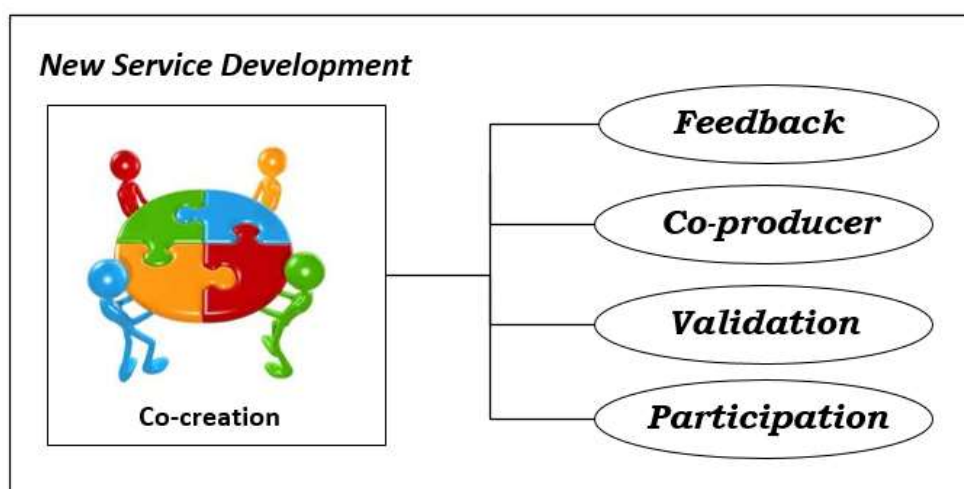 New Service Development
Co-creation
Feedback
Co-producer
Validation
Participation